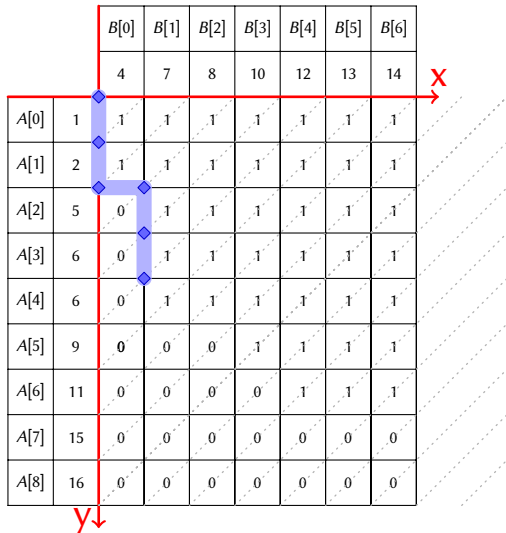 B[0] B[1] B[2] B[3] B[4] B[5] B[6]
4 7 8 10 12 13 14
x
A[0] 1 1 1 1 1 1 1 1
A[1] 2 1 1 1 1 1 1 1
A[2] 5 0 1 1 1 1 1 1
A[3] 6 0 1 1 1 1 1 1
A[4] 6 0 1 1 1 1 1 1
A[5] 9 0 0 0 1 1 1 1
A[6] 11 0 0 0 0 1 1 1
A[7] 15 0 0 0 0 0 0 0
A[8] 16 0 0 0 0 0 0 0
y